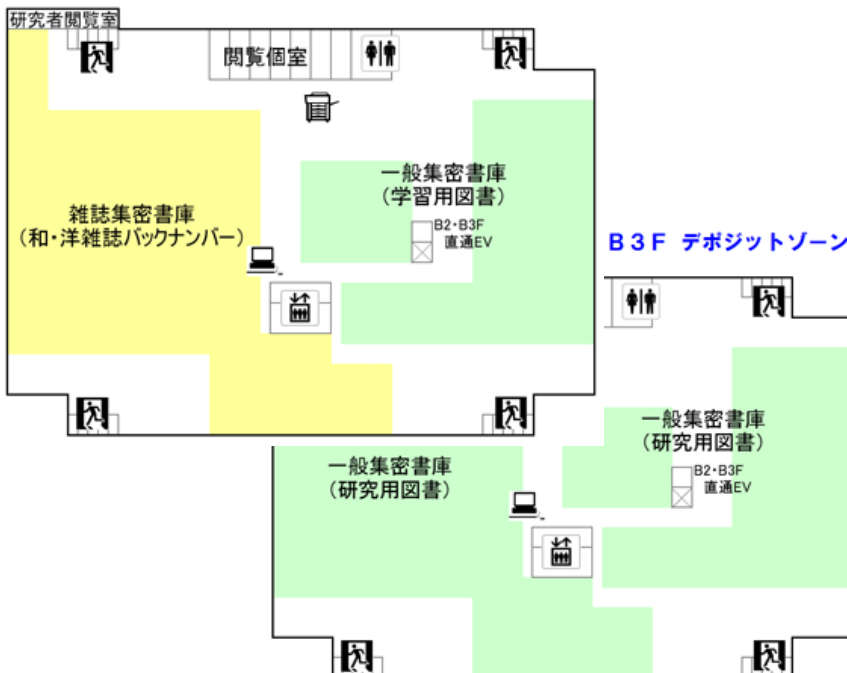 研究者閲覧室
閲覧個室
一般集密書庫
(学習用図書)
雑誌集密書庫
(和・洋雑誌バックナンバー)
B2・B3F
直通EV
B3F デポジットゾーン
一般集密書庫
(研究用図書)
B2・B3F
直通EV
一般集密書庫
(研究用図書)